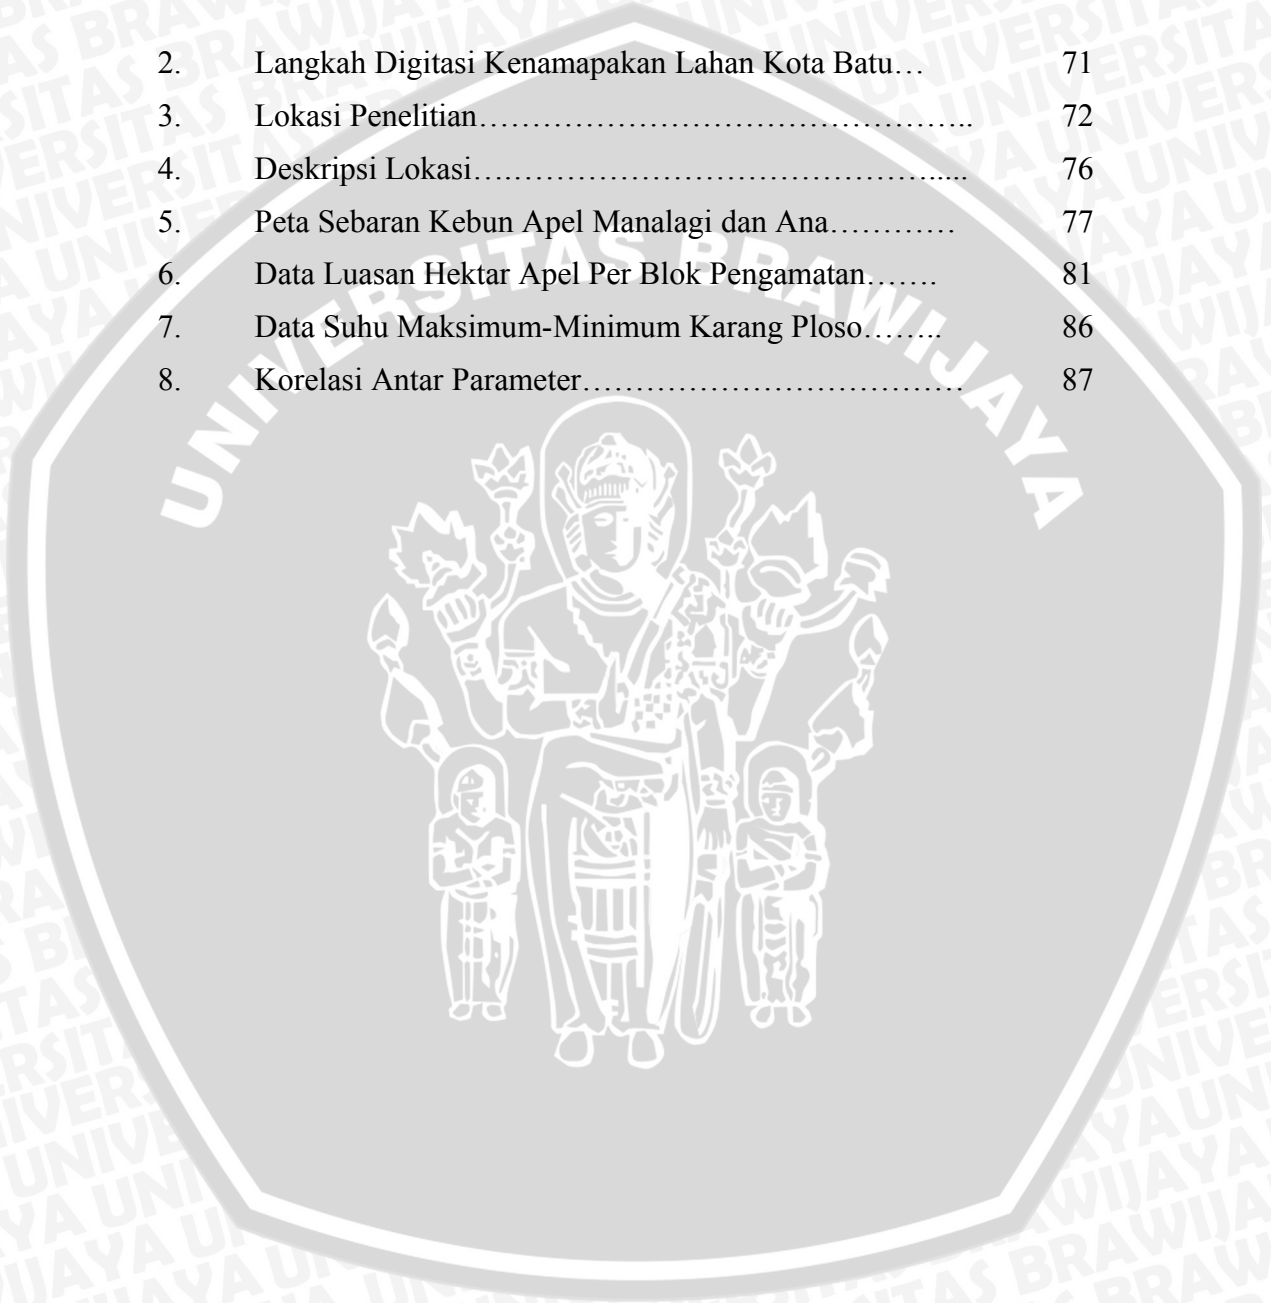 2. Langkah Digitasi Kenamapakan Lahan Kota Batu… 71
3. Lokasi Penelitian……………………………………….. 72
4. Deskripsi Lokasi….…………………………………..... 76
5. Peta Sebaran Kebun Apel Manalagi dan Ana………… 77
6. Data Luasan Hektar Apel Per Blok Pengamatan……. 81
7. Data Suhu Maksimum-Minimum Karang Ploso…….. 86
8. Korelasi Antar Parameter……………………………… 87
UNIVERSITAS BRAWIJAYA